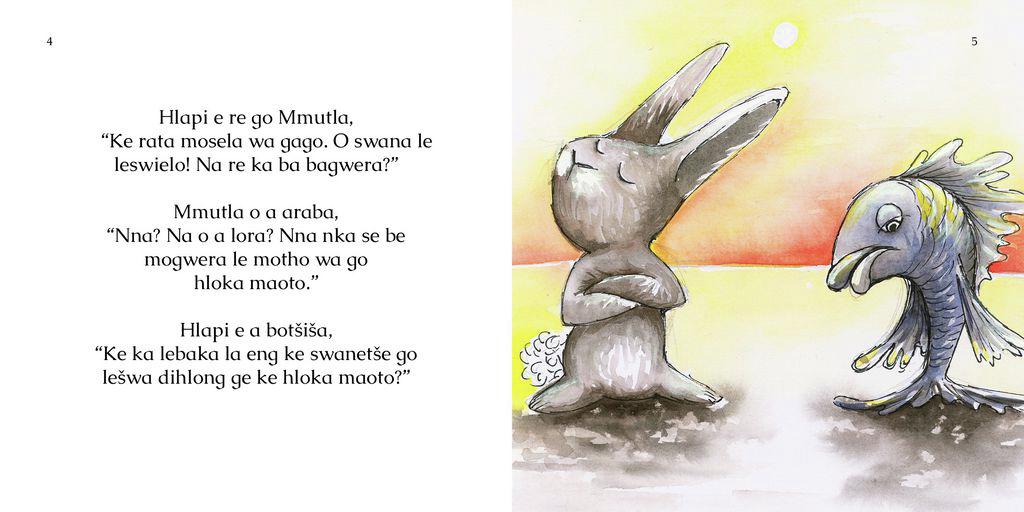 4
Hlapi e re go Mmutla,
“Ke rata mosela wa gago. O swana le
leswielo! Na re ka ba bagwera?”
Mmutla o a araba,
“Nna? Na o a lora? Nna nka se be
mogwera le motho wa go
hloka maoto.”
Hlapi e a botšiša,
“Ke ka lebaka la eng ke swanetše go
lešwa dihlong ge ke hloka maoto?”
5